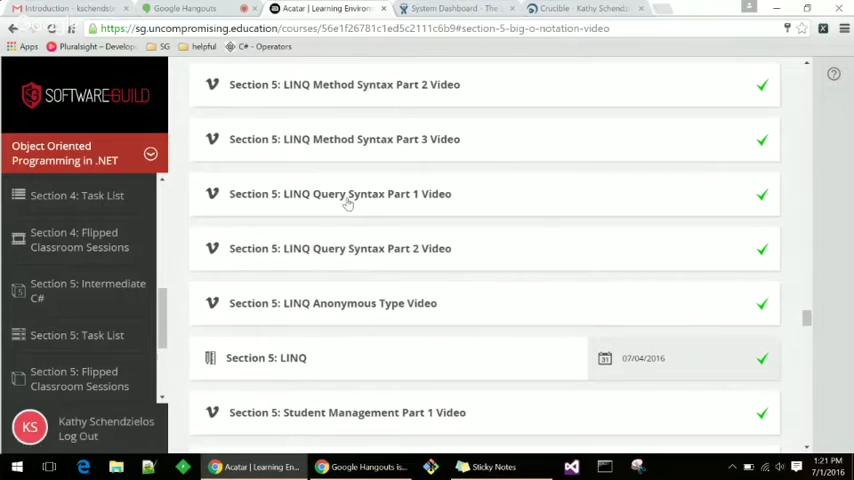 Introduction - kschendso
Google Hangouts
Acatar | Learning Environ
System Dashboard - The L
Crucible - Kathy Schendzi
https://sg.uncompromising.education/courses/56e1f26781c1ed5c2111c6b9#section-5-big-o-notation-video
Apps
Pluralsight – Develop
SG
helpful
C# - Operators
SOFTWARE GUILD
Object Oriented
Programming in .NET
Section 4: Task List
Section 4: Flipped
Classroom Sessions
Section 5: Intermediate
C#
Section 5: Task List
Section 5: Flipped
Classroom Sessions
KS
Kathy Schendzielos
Log Out
Section 5: LINQ Method Syntax Part 2 Video
Section 5: LINQ Method Syntax Part 3 Video
Section 5: LINQ Query Syntax Part 1 Video
Section 5: LINQ Query Syntax Part 2 Video
Section 5: LINQ Anonymous Type Video
Section 5: LINQ
31
07/04/2016
Section 5: Student Management Part 1 Video
Acatar | Learning En...
Google Hangouts is...
Sticky Notes
1:21 PM
7/1/2016